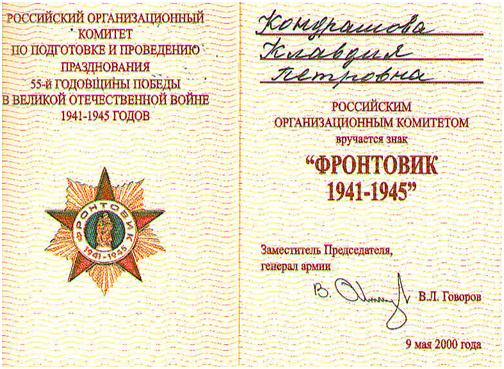 РОССИЙСКИЙ ОРГАНИЗАЦИОННЫЙ
КОМИТЕТ
ПО ПОДГОТОВКЕ И ПРОВЕДЕНИЮ
ПРАЗДНОВАНИЯ
55-й ГОДОВЩИНЫ ПОБЕДЫ
В ВЕЛИКОЙ ОТЕЧЕСТВЕННОЙ ВОЙНЕ
1941-1945 ГОДОВ
ФРОНТОВИК
1941-1945
Кондрашова
Клавдия
Петровна
РОССИЙСКИМ
ОРГАНИЗАЦИОННЫМ КОМИТЕТОМ
вручается знак
“ФРОНТОВИК
1941-1945”
Заместитель Председателя,
генерал армии
В.Л. Говоров
9 мая 2000 года